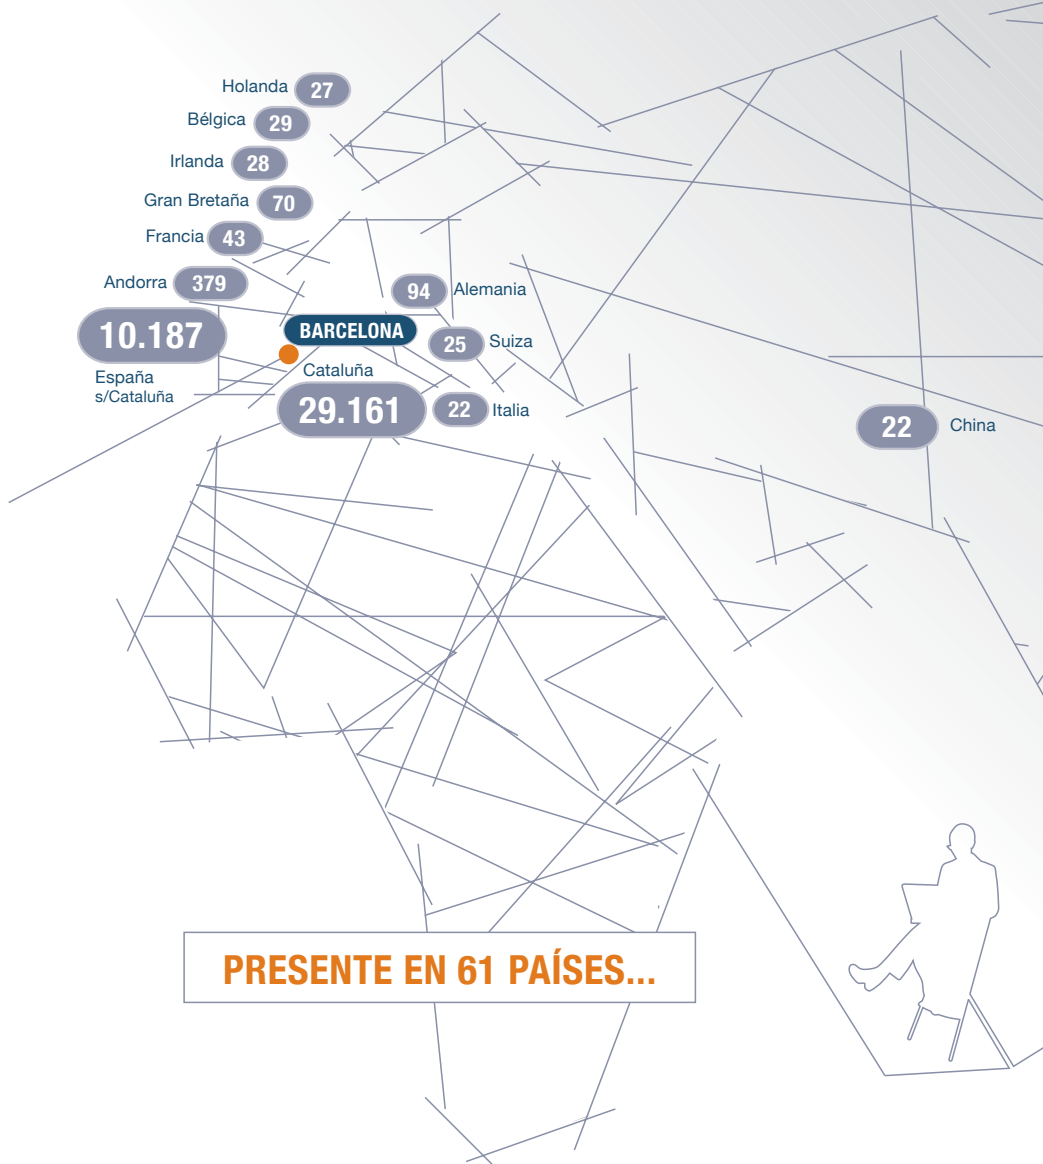 Holanda 27
Bélgica 29
Irlanda 28
Gran Bretaña 70
Francia 43
Andorra 379
94 Alemania
10.187
España
s/Cataluña
BARCELONA
25 Suiza
Cataluña
29.161
22 Italia
22 China
PRESENTE EN 61 PAÍSES...